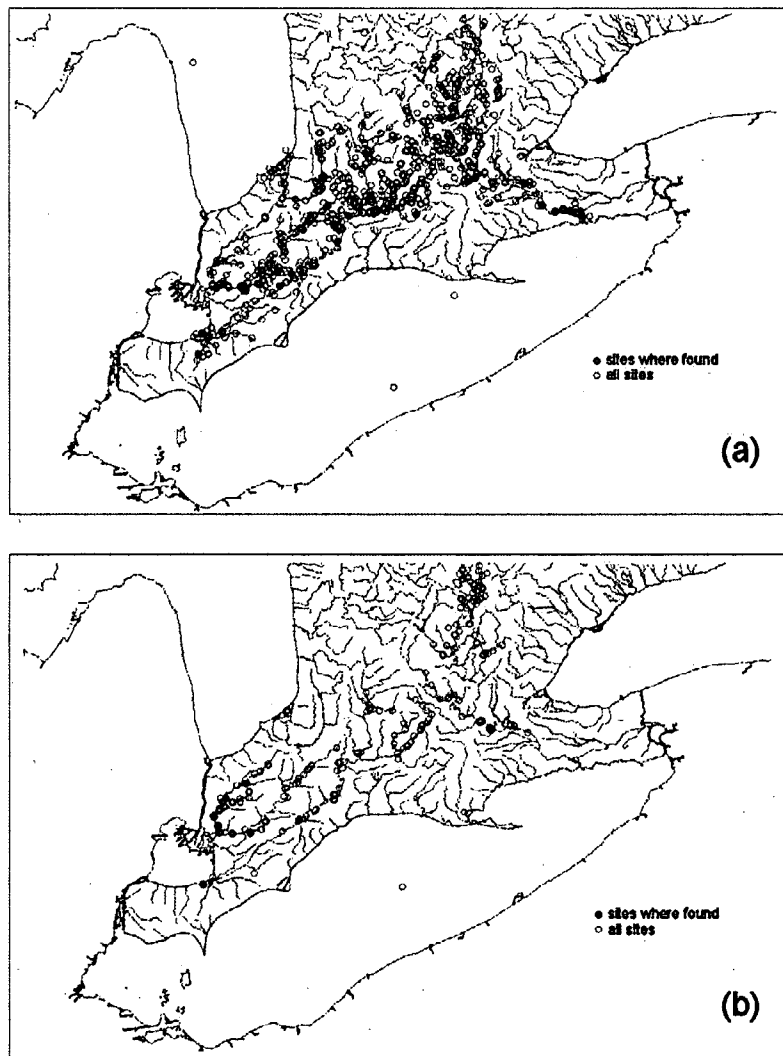 ● sites where found
○ all sites
(a)
● sites where found
○ all sites
(b)